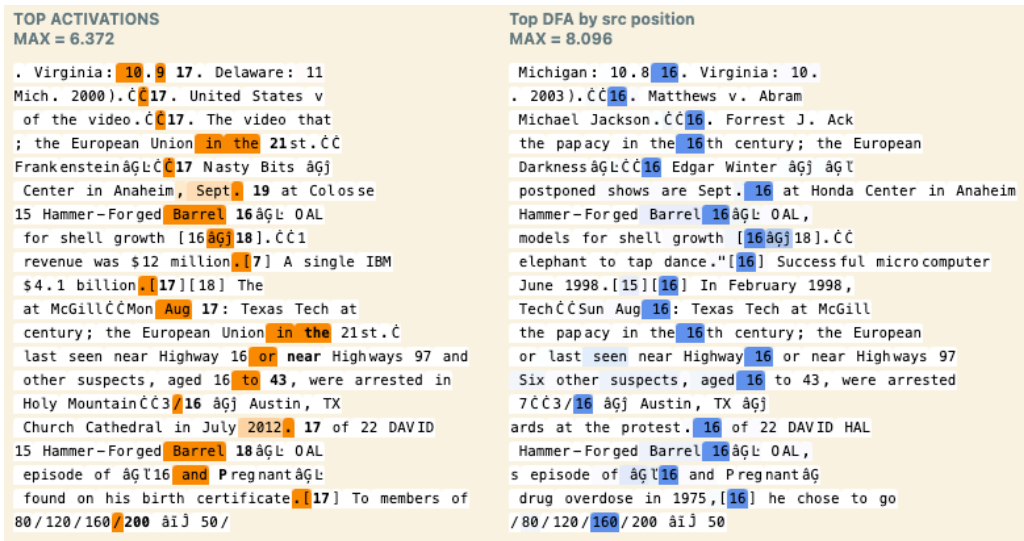 TOP ACTIVATIONS
MAX = 6.372
. Virginia: 10.9 17. Delaware: 11
Mich. 2000).ĊĊ17. United States v
of the video.ĊĊ17. The video that
; the European Union in the 21st.ĊĊ
FrankensteinâĢĿĊĊ17 Nasty Bits âĢĵ
Center in Anaheim, Sept. 19 at Colosse
15 Hammer-Forged Barrel 16âĢĿ OAL
for shell growth [16âĢĵ18].ĊĊ1
revenue was $12 million.[7] A single IBM
$4.1 billion.[17][18] The
at McGillĊĊMon Aug 17: Texas Tech at
century; the European Union in the 21st.Ċ
last seen near Highway 16 or near Highways 97 and
other suspects, aged 16 to 43, were arrested in
Holy MountainĊĊ3/16 âĢĵ Austin, TX
Church Cathedral in July 2012. 17 of 22 DAVID
15 Hammer-Forged Barrel 18âĢĿ OAL
episode of âĢľ16 and PregnantâĢĿ
found on his birth certificate.[17] To members of
80/120/160/200 âīĪ 50/
Top DFA by src position
MAX = 8.096
Michigan: 10.8 16. Virginia: 10.
. 2003).ĊĊ16. Matthews v. Abram
Michael Jackson.ĊĊ16. Forrest J. Ack
the papacy in the 16th century; the European
DarknessâĢĿĊĊ16 Edgar Winter âĢĵ âĢľ
postponed shows are Sept. 16 at Honda Center in Anaheim
Hammer-Forged Barrel 16âĢĿ OAL,
models for shell growth [16âĢĵ18].ĊĊ
elephant to tap dance."[16] Successful microcomputer
June 1998.[15][16] In February 1998,
TechĊĊSun Aug 16: Texas Tech at McGill
the papacy in the 16th century; the European
or last seen near Highway 16 or near Highways 97
Six other suspects, aged 16 to 43, were arrested
7ĊĊ3/16 âĢĵ Austin, TX âĢĵ
ards at the protest. 16 of 22 DAVID HAL
Hammer-Forged Barrel 16âĢĿ OAL,
s episode of âĢľ16 and PregnantâĢ
drug overdose in 1975,[16] he chose to go
/80/120/160/200 âīĪ 50